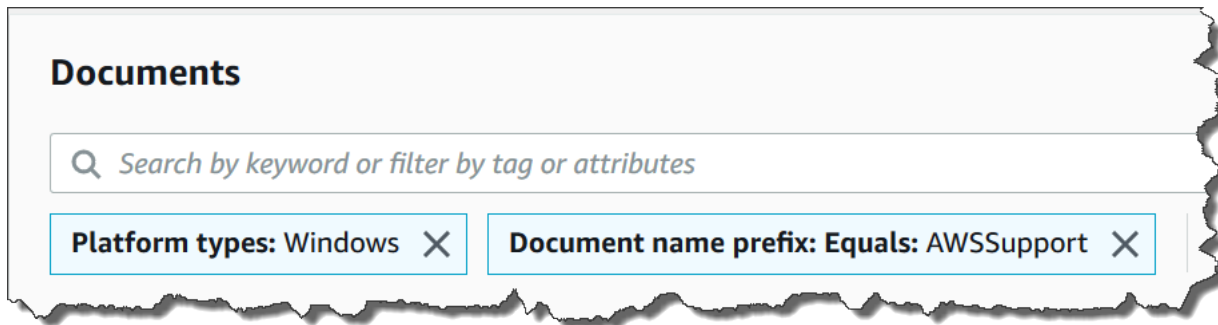 Documents
Search by keyword or filter by tag or attributes
Platform types: Windows
Document name prefix: Equals: AWSSupport